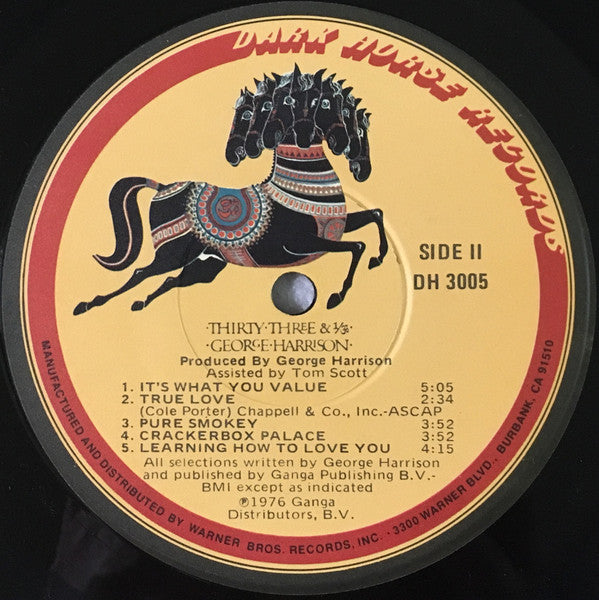 DARK HORSE RECORDS
SIDE II
DH 3005
·THIRTY·THREE & 1/3·
·GEORGE·HARRISON·
Produced By George Harrison
Assisted by Tom Scott
1. IT'S WHAT YOU VALUE 5:05
2. TRUE LOVE 2:34
(Cole Porter) Chappell & Co., Inc.-ASCAP
3. PURE SMOKEY 3:52
4. CRACKERBOX PALACE 3:52
5. LEARNING HOW TO LOVE YOU 4:15
All selections written by George Harrison
and published by Ganga Publishing B.V.-
BMI except as indicated
℗1976 Ganga
Distributors, B.V.
MANUFACTURED AND DISTRIBUTED BY WARNER BROS. RECORDS, INC. · 3300 WARNER BLVD., BURBANK, CA 91510